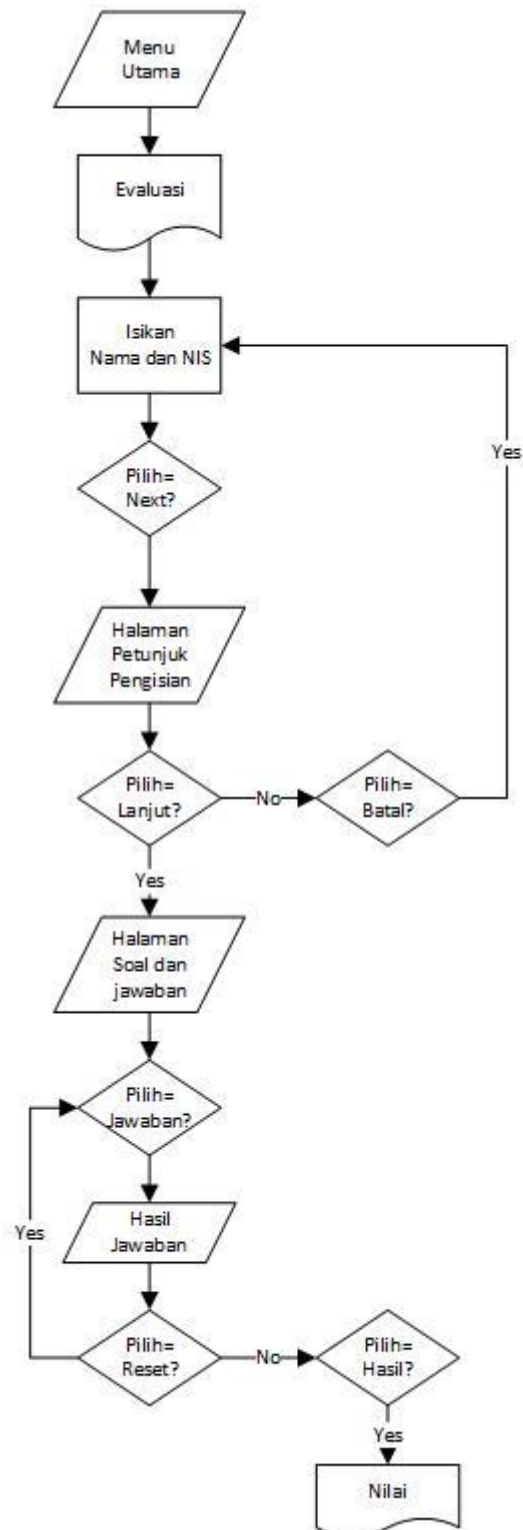 Menu
Utama
Evaluasi
Isikan
Nama dan NIS
Yes
Pilih=
Next?
Halaman
Petunjuk
Pengisian
Pilih=
Lanjut?
No
Pilih=
Batal?
Yes
Halaman
Soal dan
jawaban
Pilih=
Jawaban?
Hasil
Jawaban
Yes
Pilih=
Reset?
No
Pilih=
Hasil?
Yes
Nilai